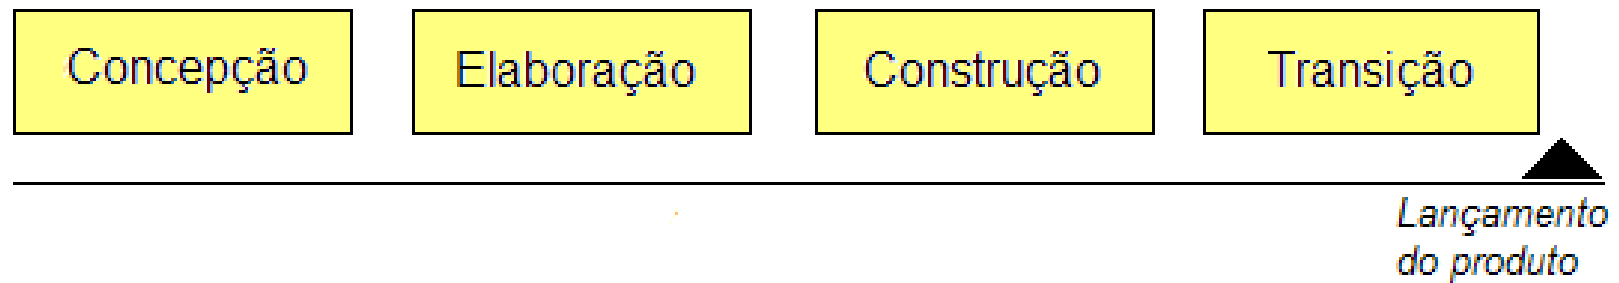 Concepção
Elaboração
Construção
Transição
Lançamento
do produto